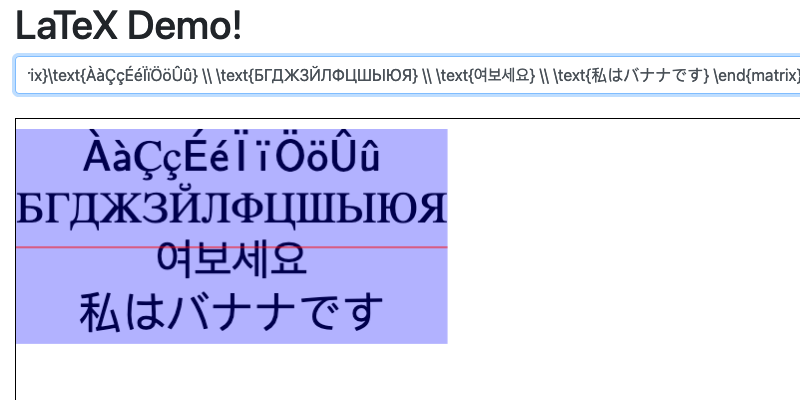 LaTeX Demo!
rix}\text{ÀàÇçÉéÏïÖöÛû} \\ \text{БГДЖЗЙЛФЦШЫЮЯ} \\ \text{여보세요} \\ \text{私はバナナです} \end{matrix}
ÀàÇçÉéÏïÖöÛû
БГДЖЗЙЛФЦШЫЮЯ
여보세요
私はバナナです